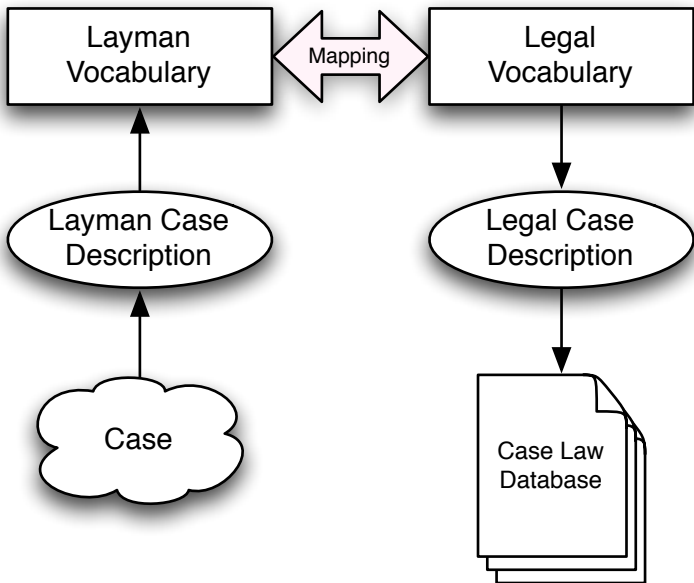 Layman
Vocabulary
Mapping
Legal
Vocabulary
Layman Case
Description
Legal Case
Description
Case
Case Law
Database